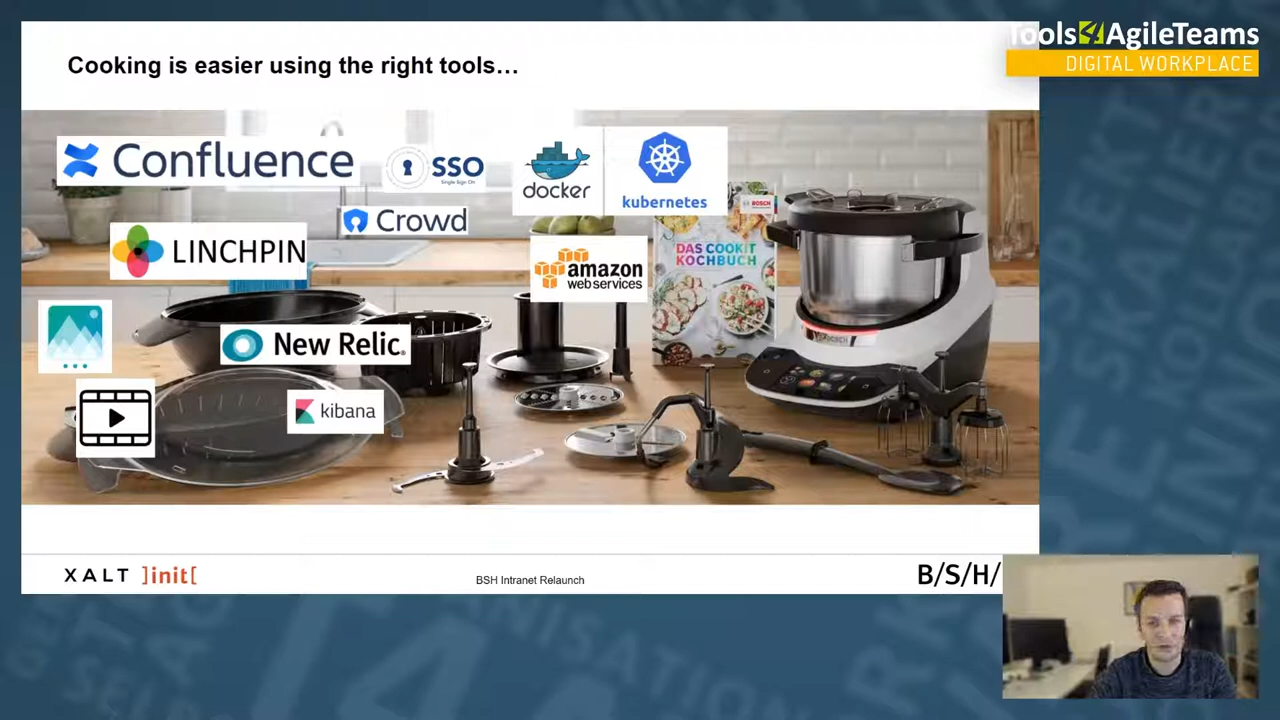 Tools4AgileTeams
DIGITAL WORKPLACE
Cooking is easier using the right tools…
Confluence
SSO
Single Sign On
docker
kubernetes
Crowd
LINCHPIN
amazon
web services
BOSCH
DAS COOKIT
KOCHBUCH
New Relic.
kibana
XALT ]init[
BSH Intranet Relaunch
B/S/H/